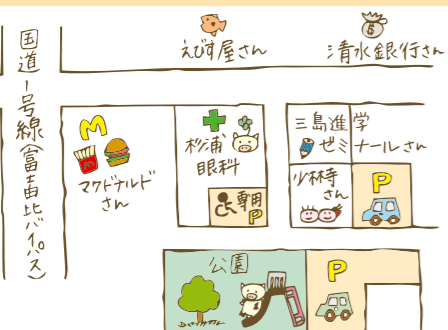 国道一号線(富士由比バイパス)
えびす屋さん
清水銀行さん
M
マクドナルド
さん
杉浦
眼科
専用
P
三島進学
ゼミナールさん
少林寺
さん
P
公園
P